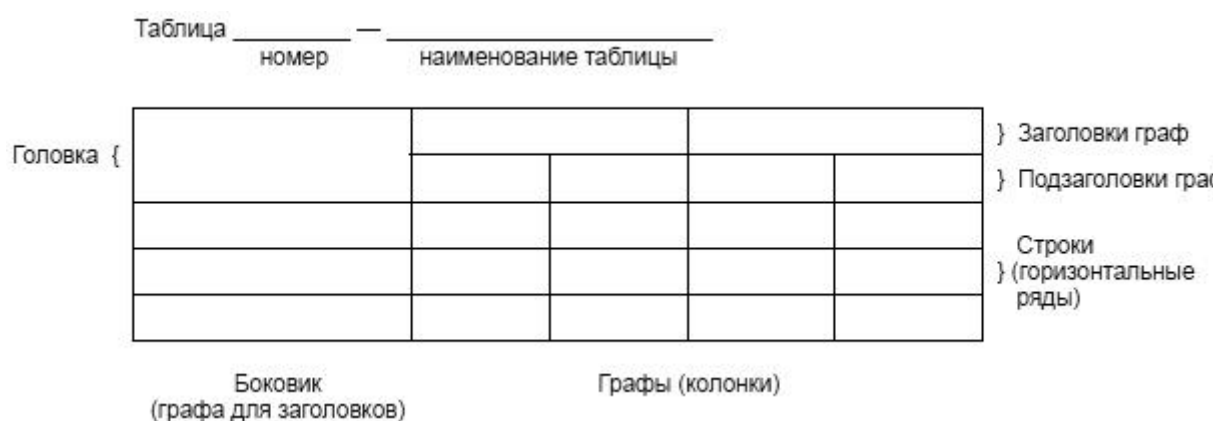 Таблица _________ — _________________________
номер наименование таблицы
Головка {
} Заголовки граф
} Подзаголовки граф
Строки
} (горизонтальные
ряды)
Боковик
(графа для заголовков)
Графы (колонки)